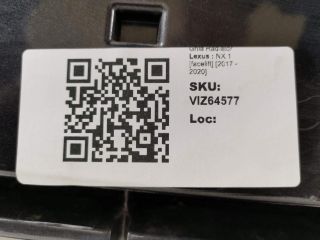 Grila Radiator
Lexus : NX 1
[facelift] [2017 -
2020]
SKU:
VIZ64577
Loc: